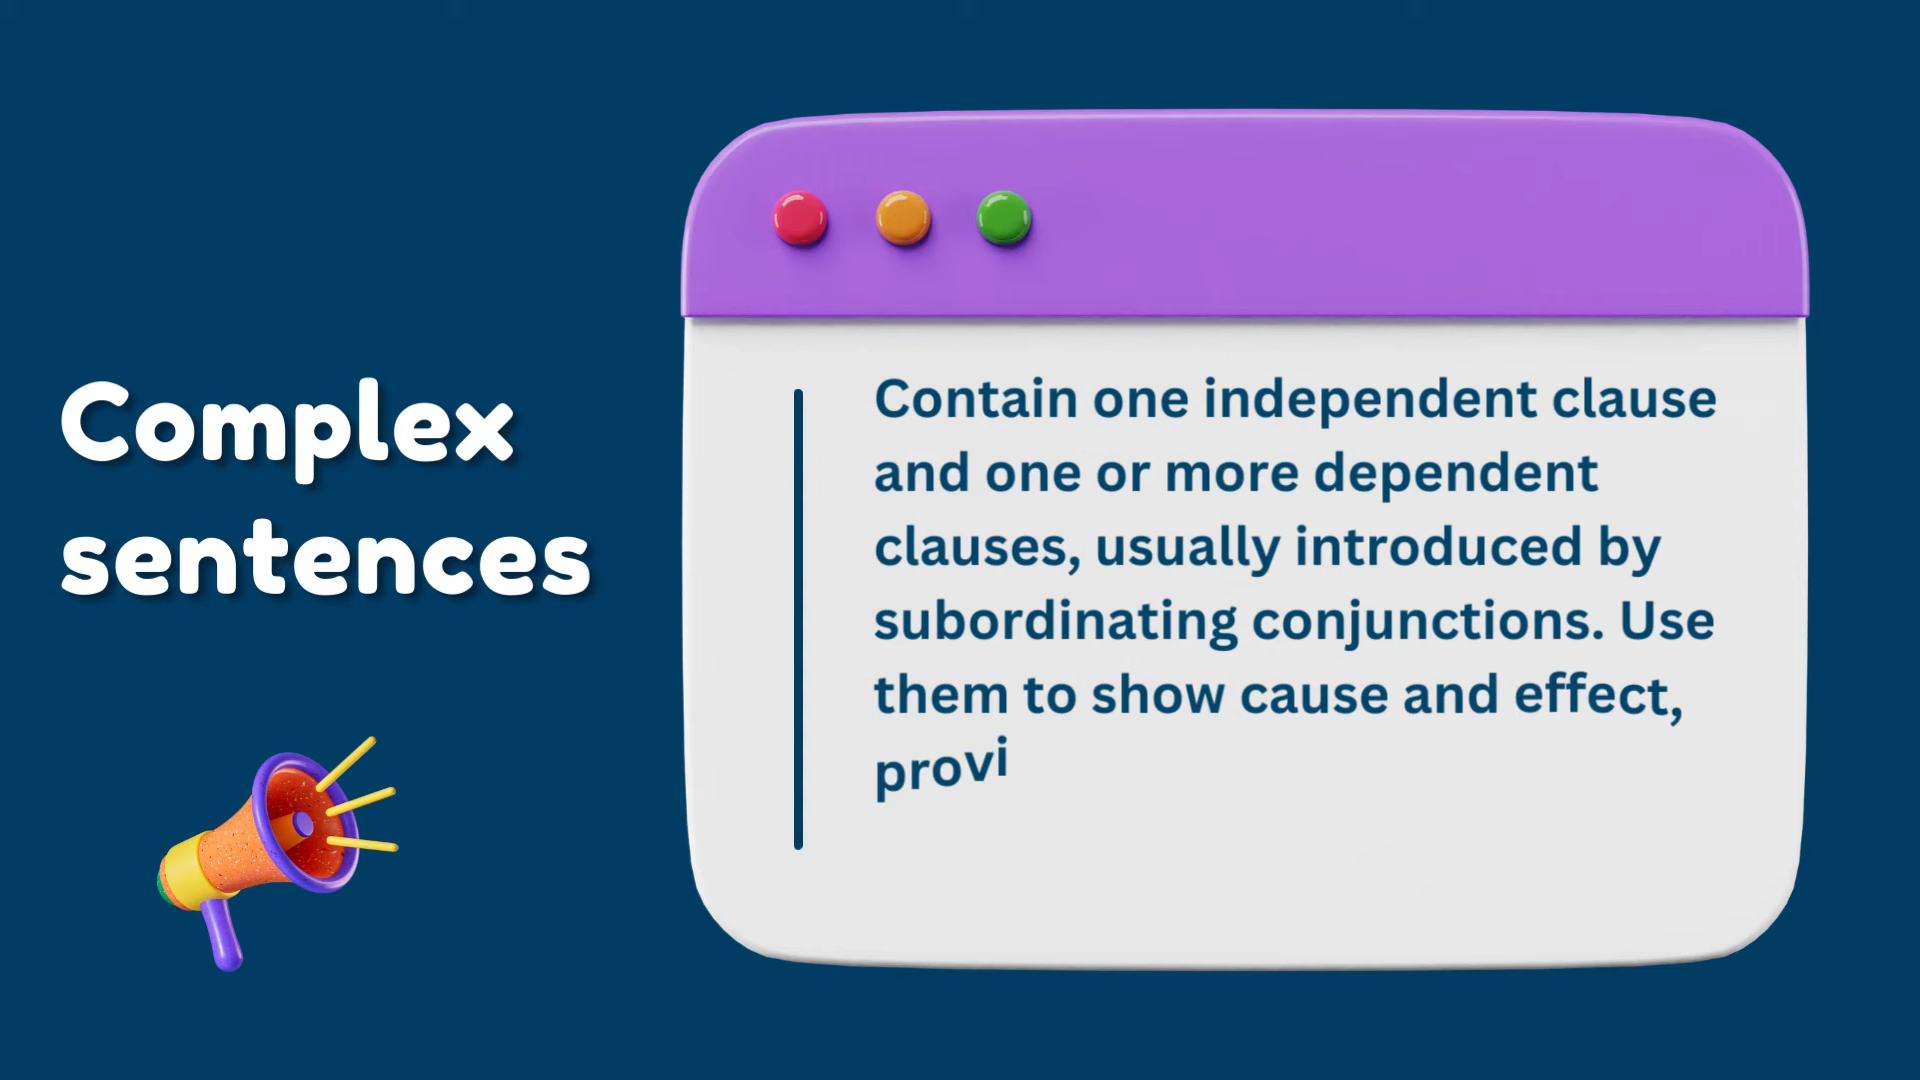 Complex
sentences
Contain one independent clause
and one or more dependent
clauses, usually introduced by
subordinating conjunctions. Use
them to show cause and effect,
provi